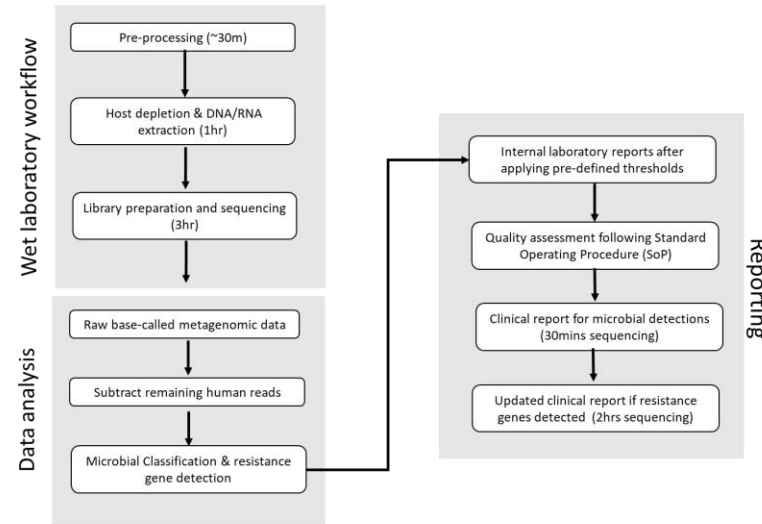 Wet laboratory workflow
Pre-processing (~30m)
Host depletion & DNA/RNA
extraction (1hr)
Library preparation and sequencing
(3hr)
Data analysis
Raw base-called metagenomic data
Subtract remaining human reads
Microbial Classification & resistance
gene detection
Reporting
Internal laboratory reports after
applying pre-defined thresholds
Quality assessment following Standard
Operating Procedure (SoP)
Clinical report for microbial detections
(30mins sequencing)
Updated clinical report if resistance
genes detected (2hrs sequencing)